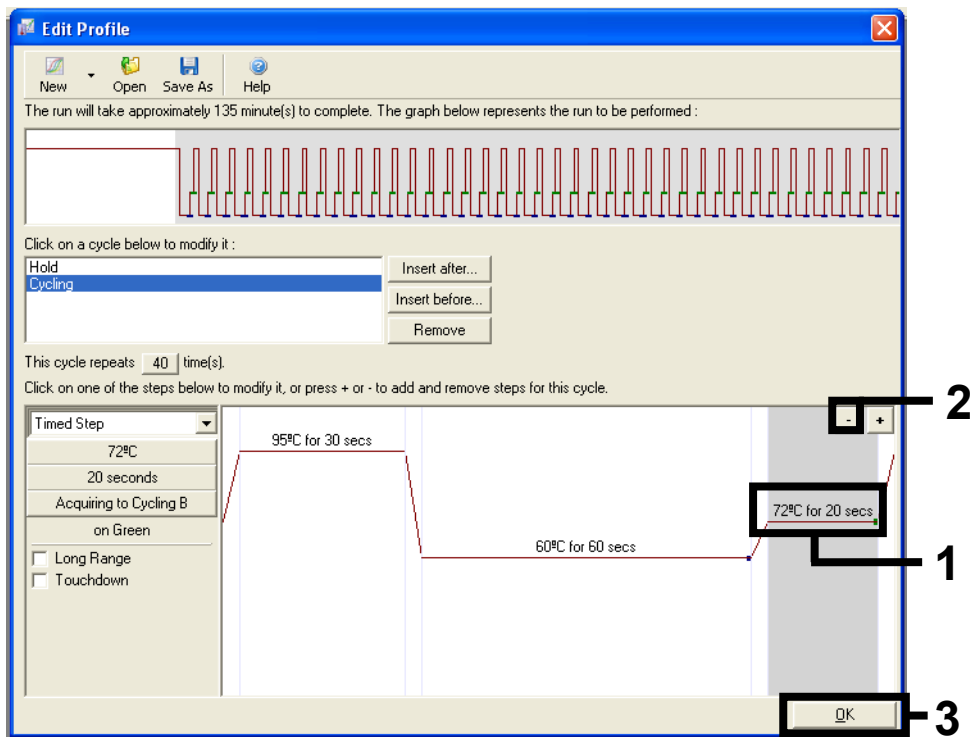 Edit Profile
New Open Save As Help
The run will take approximately 135 minute(s) to complete. The graph below represents the run to be performed :
Click on a cycle below to modify it :
Hold
Cycling
Insert after...
Insert before...
Remove
This cycle repeats 40 time(s).
Click on one of the steps below to modify it, or press + or - to add and remove steps for this cycle.
Timed Step
72ºC
20 seconds
Acquiring to Cycling B
on Green
Long Range
Touchdown
95ºC for 30 secs
60ºC for 60 secs
72ºC for 20 secs
- +
2
1
OK
3